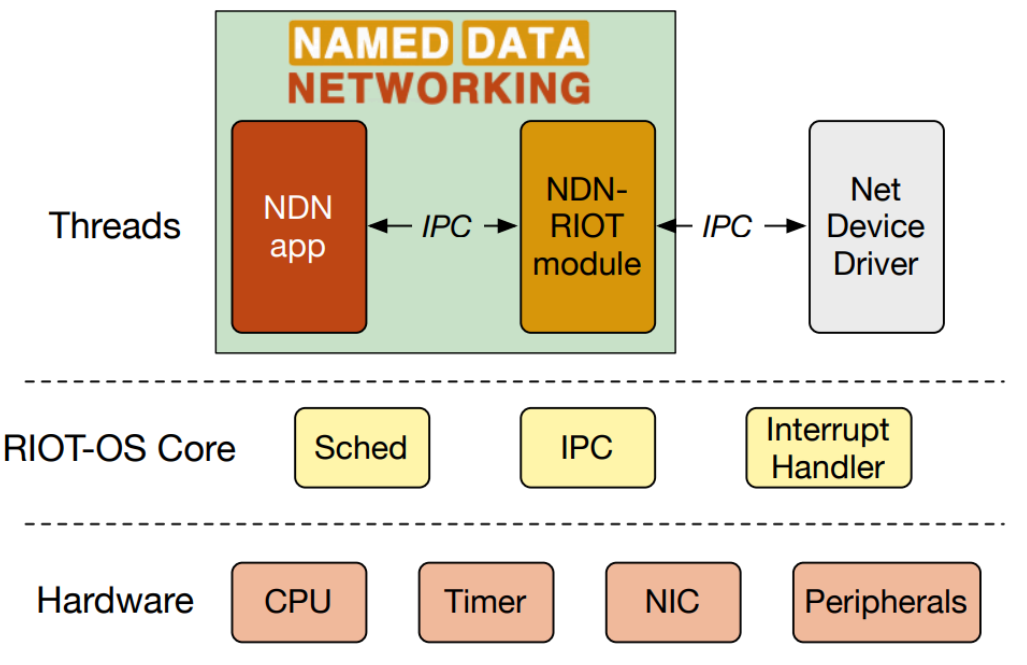 NAMED DATA
NETWORKING
Threads
NDN
app
IPC
NDN-
RIOT
module
IPC
Net
Device
Driver
RIOT-OS Core
Sched
IPC
Interrupt
Handler
Hardware
CPU
Timer
NIC
Peripherals